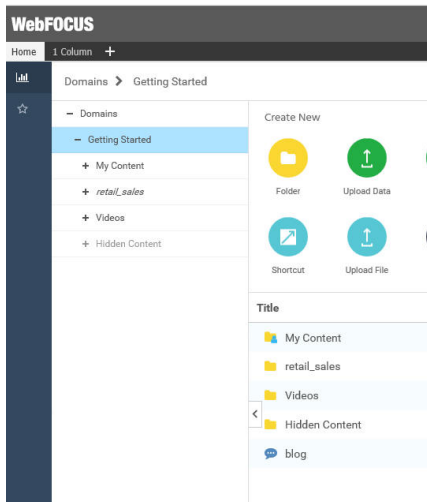 WebFOCUS
Home 1 Column +
Domains > Getting Started
− Domains
− Getting Started
+ My Content
+ retail_sales
+ Videos
+ Hidden Content
Create New
Folder Upload Data
Shortcut Upload File
Title
My Content
retail_sales
Videos
Hidden Content
blog